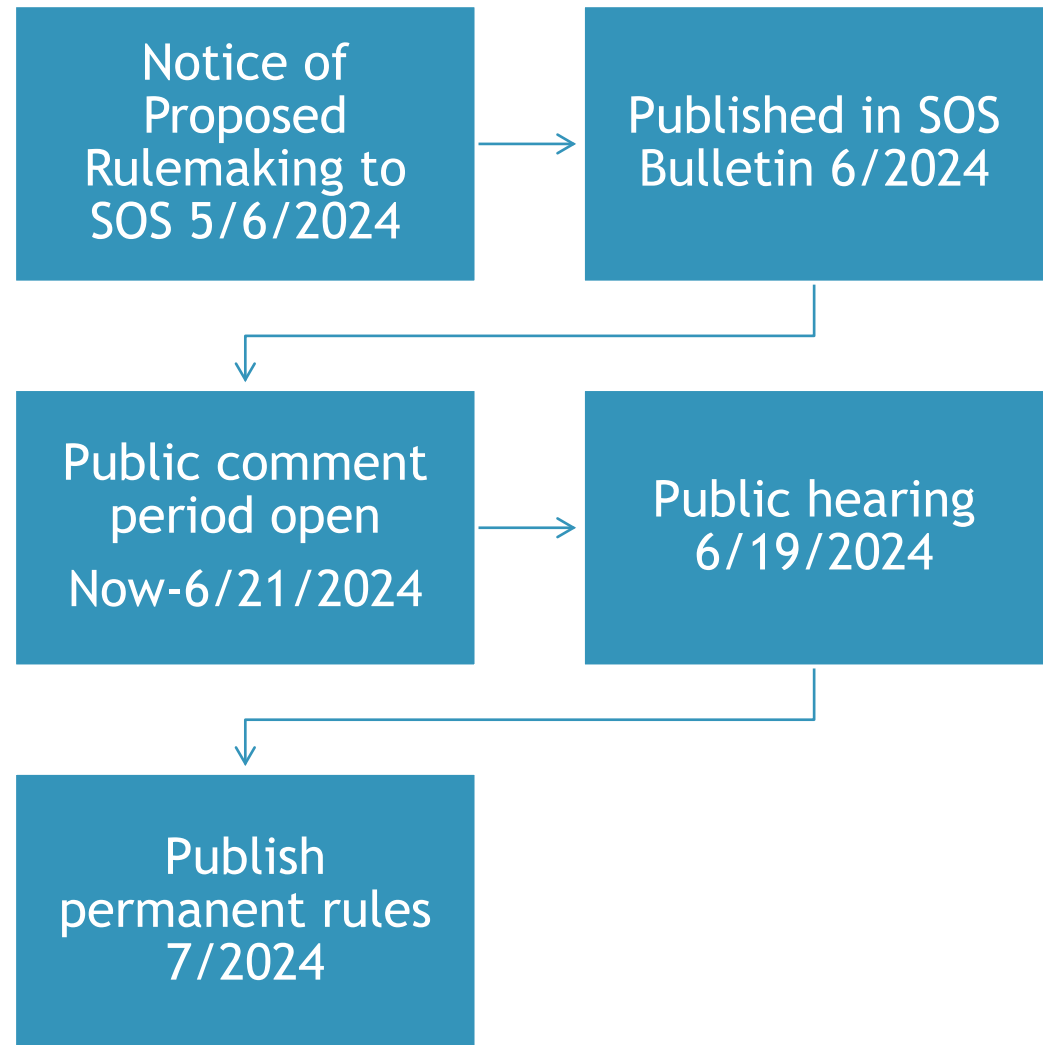 Notice of
Proposed
Rulemaking to
SOS 5/6/2024
Published in SOS
Bulletin 6/2024
Public comment
period open
Now-6/21/2024
Public hearing
6/19/2024
Publish
permanent rules
7/2024